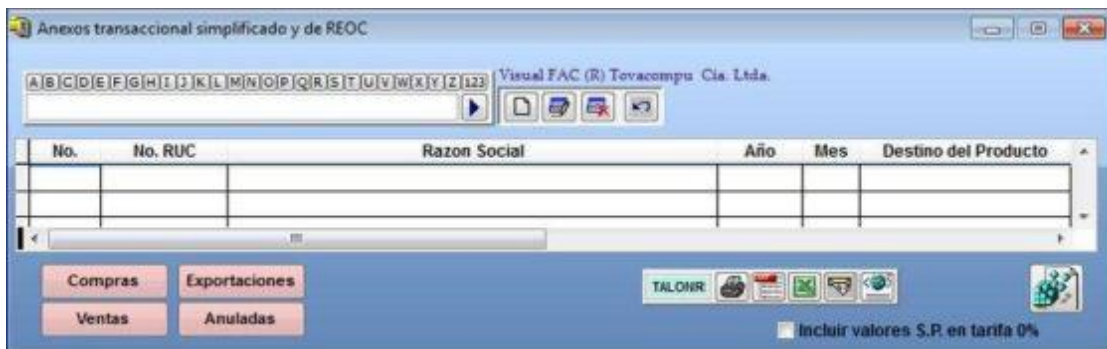 Anexos transaccional simplificado y de REOC
A B C D E F G H I J K L M N O P Q R S T U V W X Y Z 123
Visual FAC (R) Tovacompu Cia. Ltda.
No. No. RUC Razon Social Año Mes Destino del Producto
Compras Exportaciones
TALONR
Ventas Anuladas
Incluir valores S.P. en tarifa 0%